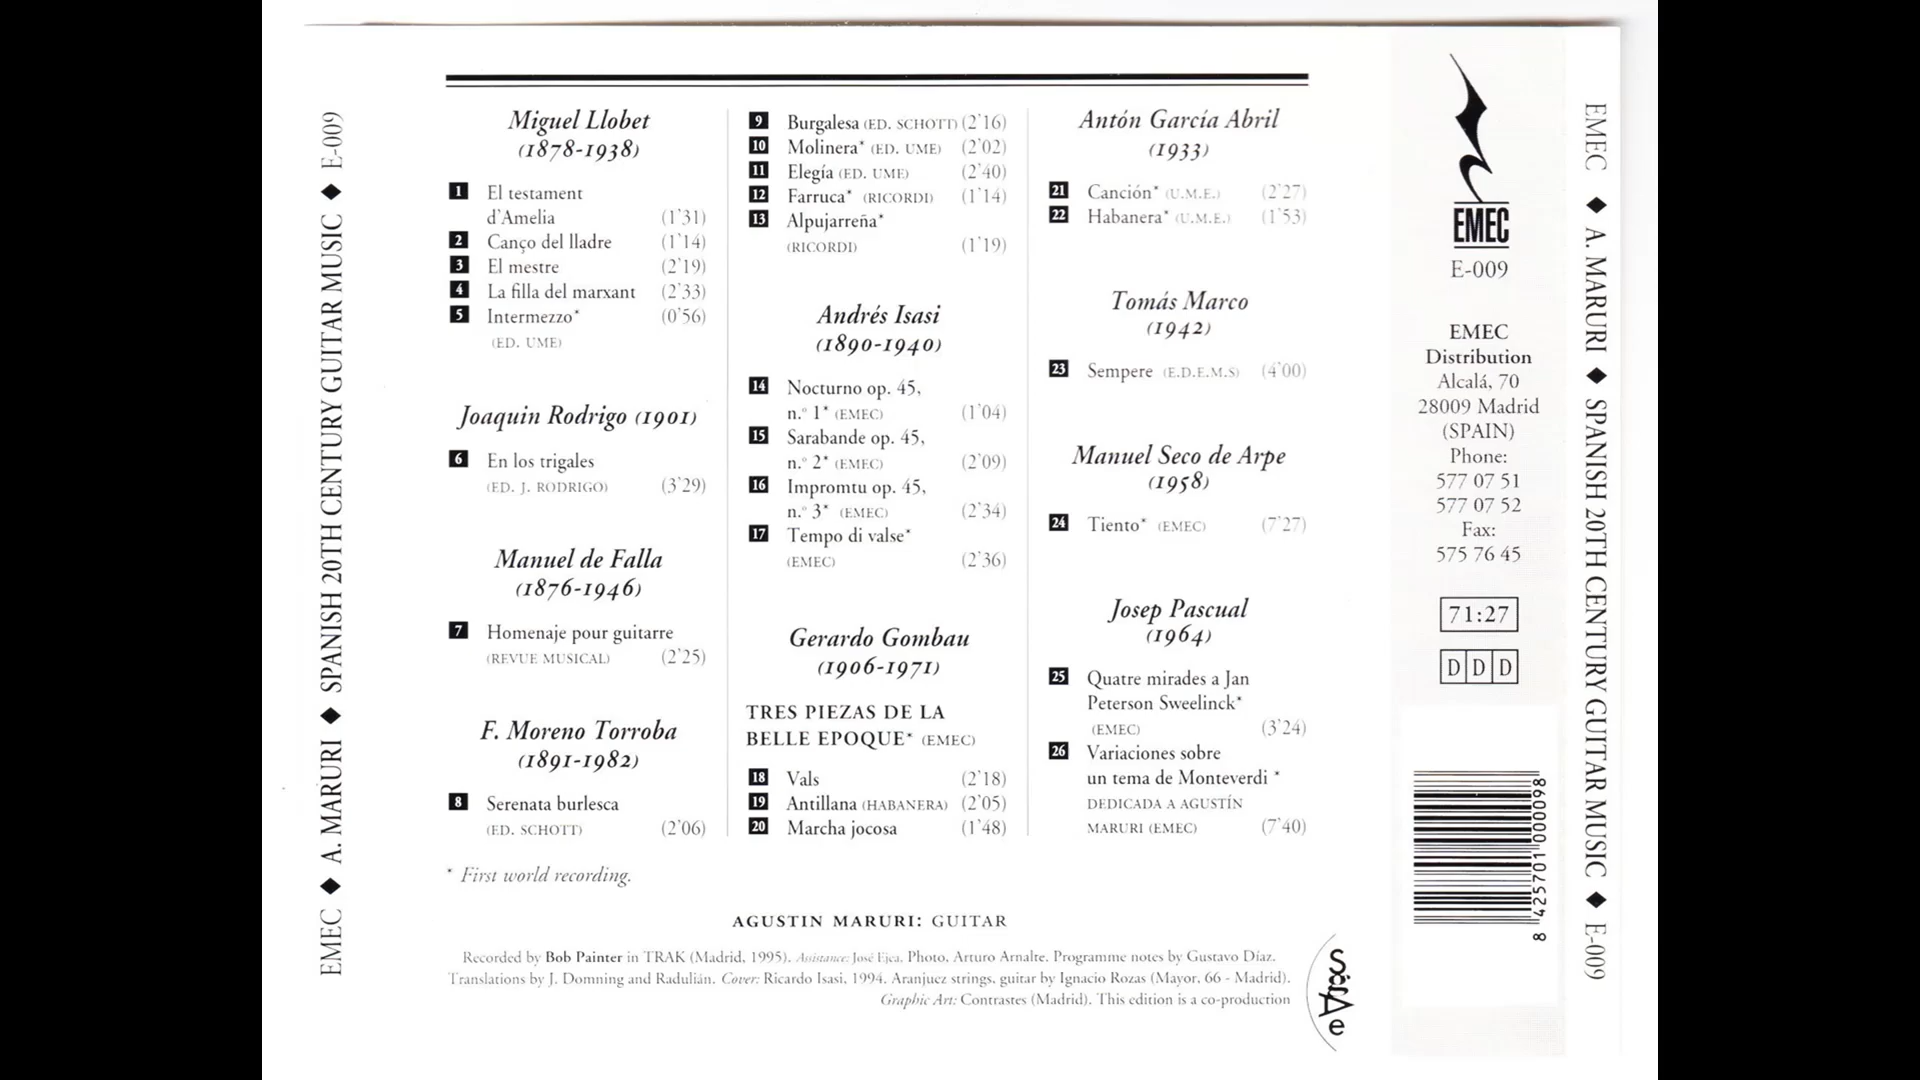 EMEC ◆ A. MARURI ◆ SPANISH 20TH CENTURY GUITAR MUSIC ◆ E-009
Miguel Llobet
(1878-1938)
1 El testament
d'Amelia (1'31)
2 Canço del lladre (1'14)
3 El mestre (2'19)
4 La filla del marxant (2'33)
5 Intermezzo* (0'56)
(ED. UME)
Joaquin Rodrigo (1901)
6 En los trigales
(ED. J. RODRIGO) (3'29)
Manuel de Falla
(1876-1946)
7 Homenaje pour guitarre
(REVUE MUSICAL) (2'25)
F. Moreno Torroba
(1891-1982)
8 Serenata burlesca
(ED. SCHOTT) (2'06)
9 Burgalesa (ED. SCHOTT) (2'16)
10 Molinera* (ED. UME) (2'02)
11 Elegía (ED. UME) (2'40)
12 Farruca* (RICORDI) (1'14)
13 Alpujarreña*
(RICORDI) (1'19)
Andrés Isasi
(1890-1940)
14 Nocturno op. 45,
n.º 1* (EMEC) (1'04)
15 Sarabande op. 45,
n.º 2* (EMEC) (2'09)
16 Impromtu op. 45,
n.º 3* (EMEC) (2'34)
17 Tempo di valse*
(EMEC) (2'36)
Gerardo Gombau
(1906-1971)
TRES PIEZAS DE LA
BELLE EPOQUE* (EMEC)
18 Vals (2'18)
19 Antillana (HABANERA) (2'05)
20 Marcha jocosa (1'48)
Antón García Abril
(1933)
21 Canción* (U.M.E.) (2'27)
22 Habanera* (U.M.E.) (1'53)
Tomás Marco
(1942)
23 Sempere (E.D.E.M.S) (4'00)
Manuel Seco de Arpe
(1958)
24 Tiento* (EMEC) (7'27)
Josep Pascual
(1964)
25 Quatre mirades a Jan
Peterson Sweelinck*
(EMEC) (3'24)
26 Variaciones sobre
un tema de Monteverdi *
DEDICADA A AGUSTÍN
MARURI (EMEC) (7'40)
* First world recording.
AGUSTIN MARURI: GUITAR
Recorded by Bob Painter in TRAK (Madrid, 1995). Assistance: José Ejea. Photo, Arturo Arnalte. Programme notes by Gustavo Díaz.
Translations by J. Domning and Radulián. Cover: Ricardo Isasi, 1994. Aranjuez strings, guitar by Ignacio Rozas (Mayor, 66 - Madrid).
Graphic Art: Contrastes (Madrid). This edition is a co-production
EMEC
E-009
EMEC
Distribution
Alcalá, 70
28009 Madrid
(SPAIN)
Phone:
577 07 51
577 07 52
Fax:
575 76 45
71:27
D D D
8 425701 000098
EMEC ◆ A. MARURI ◆ SPANISH 20TH CENTURY GUITAR MUSIC ◆ E-009